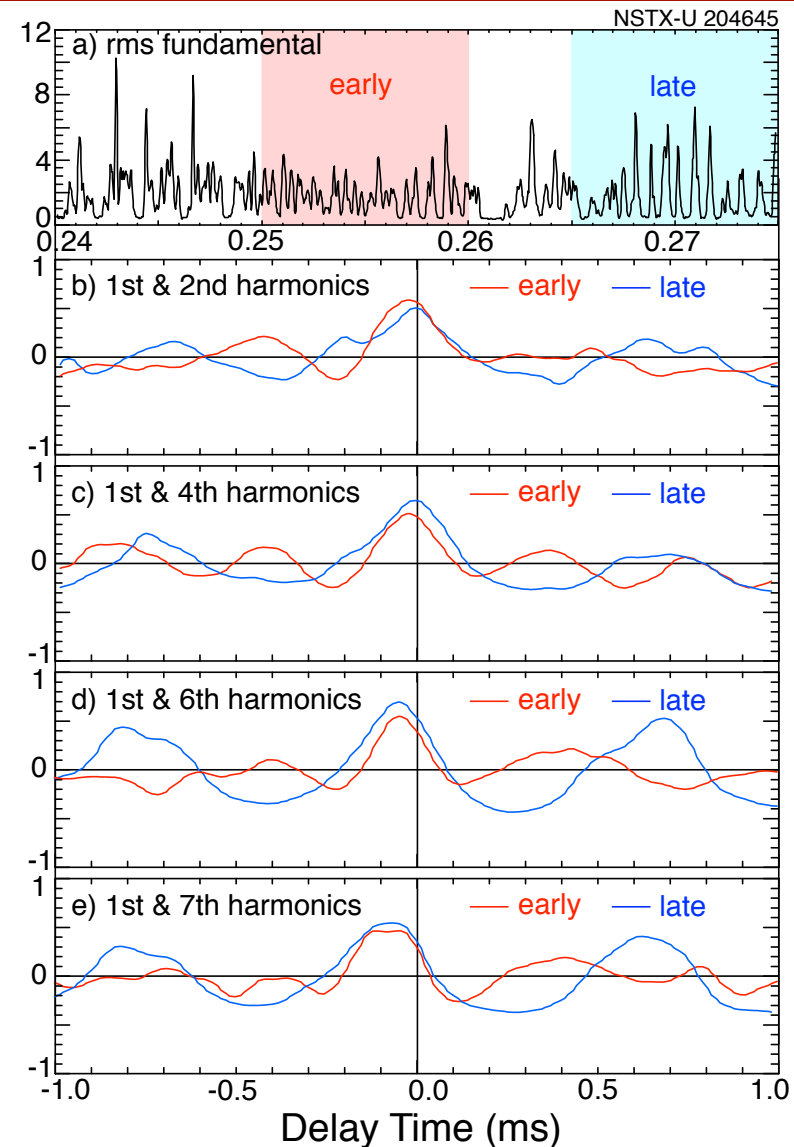 NSTX-U 204645
12
a) rms fundamental
early
late
8
4
0
0.24 0.25 0.26 0.27
1
b) 1st & 2nd harmonics
early late
0
-1
1
c) 1st & 4th harmonics
early late
0
-1
1
d) 1st & 6th harmonics
early late
0
-1
1
e) 1st & 7th harmonics
early late
0
-1
-1.0 -0.5 0.0 0.5 1.0
Delay Time (ms)